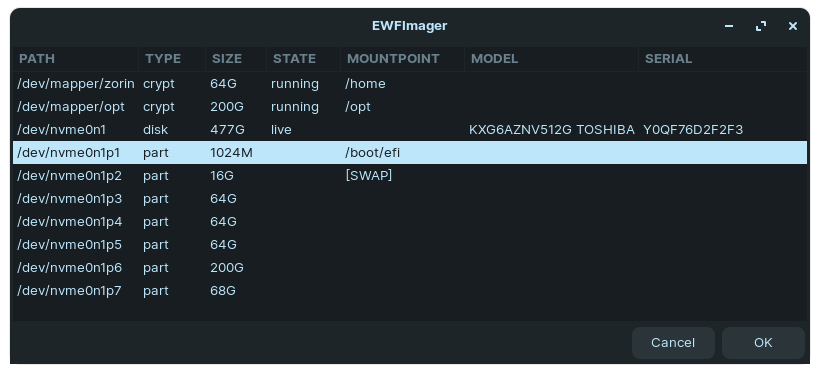 EWFImager
PATH TYPE SIZE STATE MOUNTPOINT MODEL SERIAL
/dev/mapper/zorin crypt 64G running /home
/dev/mapper/opt crypt 200G running /opt
/dev/nvme0n1 disk 477G live KXG6AZNV512G TOSHIBA Y0QF76D2F2F3
/dev/nvme0n1p1 part 1024M /boot/efi
/dev/nvme0n1p2 part 16G [SWAP]
/dev/nvme0n1p3 part 64G
/dev/nvme0n1p4 part 64G
/dev/nvme0n1p5 part 64G
/dev/nvme0n1p6 part 200G
/dev/nvme0n1p7 part 68G
Cancel OK